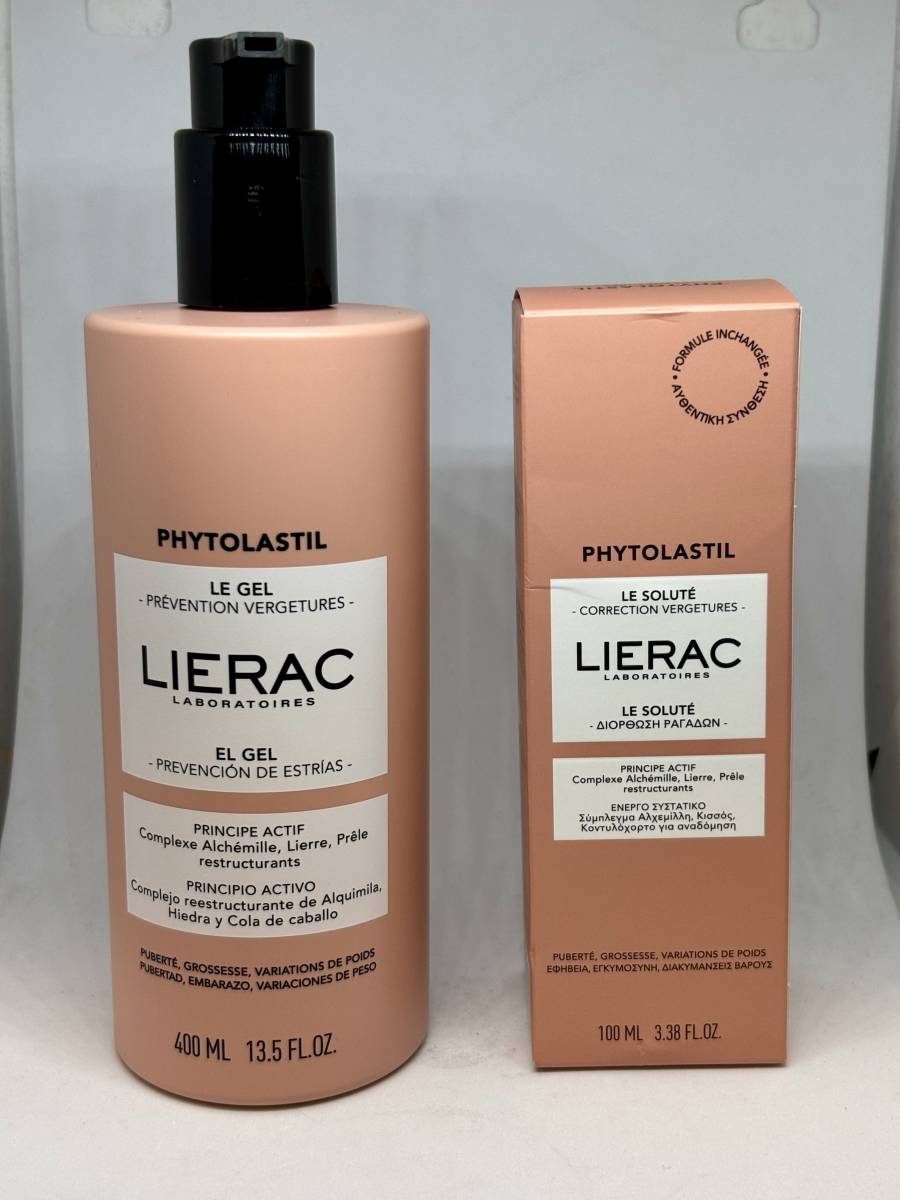 PHYTOLASTIL
LE GEL
- PRÉVENTION VERGETURES -
LIERAC
LABORATOIRES
EL GEL
- PREVENCIÓN DE ESTRÍAS -
PRINCIPE ACTIF
Complexe Alchémille, Lierre, Prêle
restructurants
PRINCIPIO ACTIVO
Complejo reestructurante de Alquimila,
Hiedra y Cola de caballo
PUBERTÉ, GROSSESSE, VARIATIONS DE POIDS
PUBERTAD, EMBARAZO, VARIACIONES DE PESO
400 ML 13.5 FL.OZ.
PHYTOLASTIL
• FORMULE INCHANGÉE •
ΑΥΘΕΝΤΙΚΗ ΣΥΝΘΕΣΗ
PHYTOLASTIL
LE SOLUTÉ
- CORRECTION VERGETURES -
LIERAC
LABORATOIRES
LE SOLUTÉ
- ΔΙΟΡΘΩΣΗ ΡΑΓΑΔΩΝ -
PRINCIPE ACTIF
Complexe Alchémille, Lierre, Prêle
restructurants
ΕΝΕΡΓΟ ΣΥΣΤΑΤΙΚΟ
Σύμπλεγμα Αλχεμίλλη, Κισσός,
Κοντυλόχορτο για αναδόμηση
PUBERTÉ, GROSSESSE, VARIATIONS DE POIDS
ΕΦΗΒΕΙΑ, ΕΓΚΥΜΟΣΥΝΗ, ΔΙΑΚΥΜΑΝΣΕΙΣ ΒΑΡΟΥΣ
100 ML 3.38 FL.OZ.